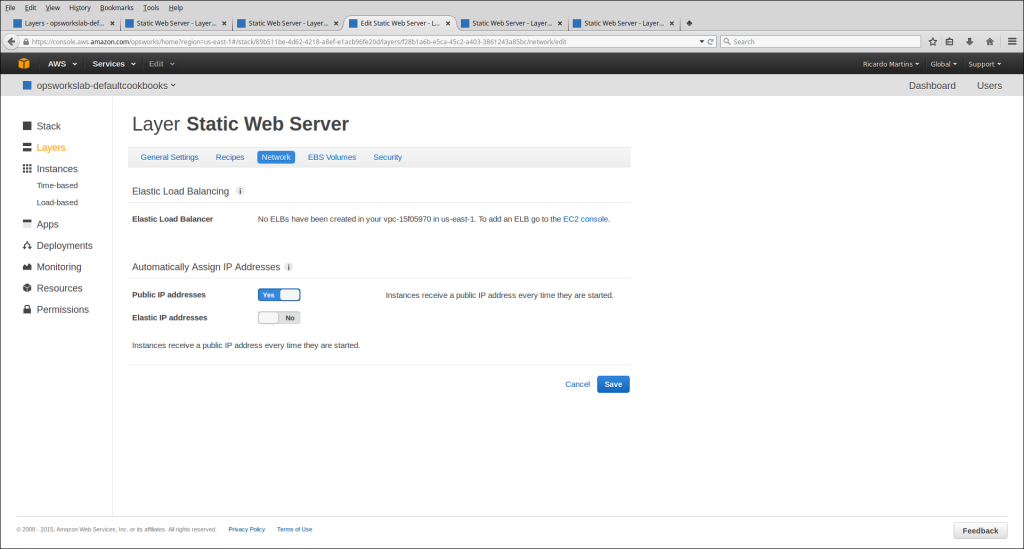 File Edit View History Bookmarks Tools Help
Layers - opsworkslab-def... Static Web Server - Layer... Static Web Server - Layer... Edit Static Web Server - L... Static Web Server - Layer... Static Web Server - Layer...
https://console.aws.amazon.com/opsworks/home?region=us-east-1#/stack/89b511be-4d62-4218-a8ef-e1acb96fe20d/layers/f28b1a6b-e5ca-45c2-a403-3861243a85bc/network/edit Search
AWS Services Edit Ricardo Martins Global Support
opsworkslab-defaultcookbooks Dashboard Users
Stack
Layers
Instances
Time-based
Load-based
Apps
Deployments
Monitoring
Resources
Permissions
Layer Static Web Server
General Settings Recipes Network EBS Volumes Security
Elastic Load Balancing i
Elastic Load Balancer No ELBs have been created in your vpc-15f05970 in us-east-1. To add an ELB go to the EC2 console.
Automatically Assign IP Addresses i
Public IP addresses Yes Instances receive a public IP address every time they are started.
Elastic IP addresses No
Instances receive a public IP address every time they are started.
Cancel Save
© 2008 - 2015, Amazon Web Services, Inc. or its affiliates. All rights reserved. Privacy Policy Terms of Use Feedback